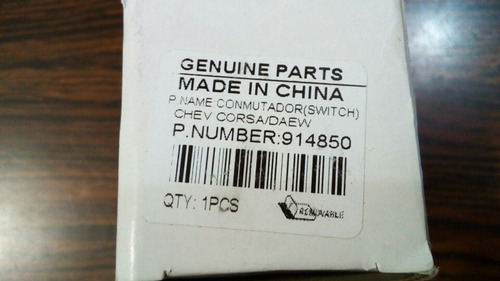 GENUINE PARTS
MADE IN CHINA
P.NAME CONMUTADOR(SWITCH)
CHEV CORSA/DAEW
P.NUMBER:914850
QTY: 1PCS